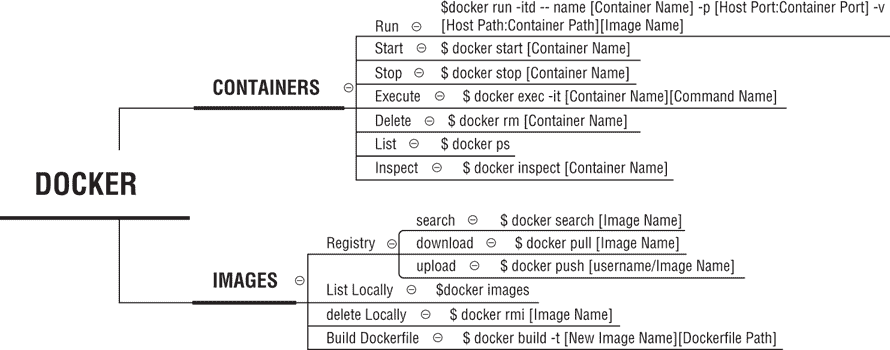 DOCKER
CONTAINERS
Run $docker run -itd -- name [Container Name] -p [Host Port:Container Port] -v
[Host Path:Container Path][Image Name]
Start $ docker start [Container Name]
Stop $ docker stop [Container Name]
Execute $ docker exec -it [Container Name][Command Name]
Delete $ docker rm [Container Name]
List $ docker ps
Inspect $ docker inspect [Container Name]
IMAGES
Registry
search $ docker search [Image Name]
download $ docker pull [Image Name]
upload $ docker push [username/Image Name]
List Locally $docker images
delete Locally $ docker rmi [Image Name]
Build Dockerfile $ docker build -t [New Image Name][Dockerfile Path]